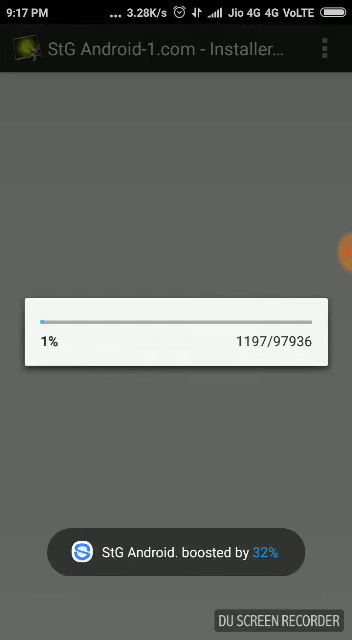 9:17 PM ... 3.28K/s Jio 4G 4G VoLTE
StG Android-1.com - Installer...
1% 1197/97936
StG Android. boosted by 32%
DU SCREEN RECORDER